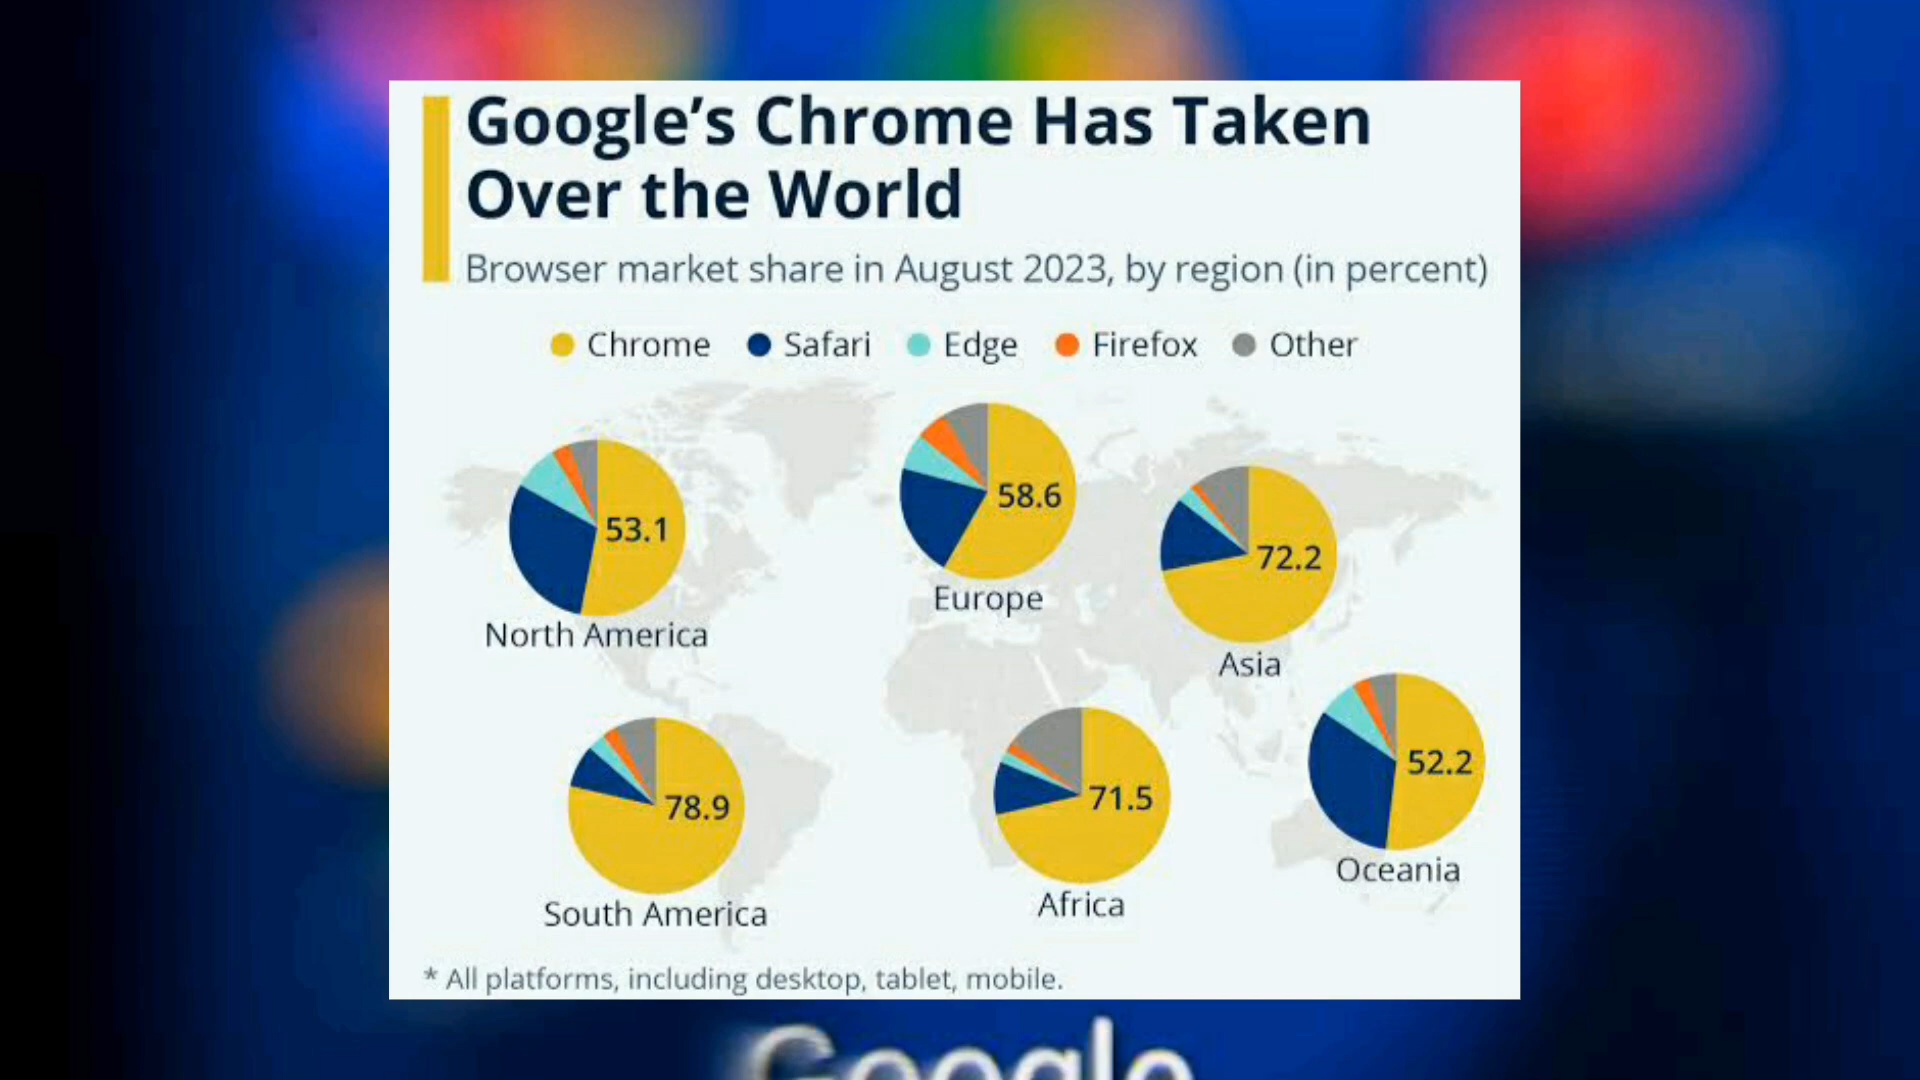 Google's Chrome Has Taken
Over the World
Browser market share in August 2023, by region (in percent)
Chrome Safari Edge Firefox Other
53.1
North America
58.6
Europe
72.2
Asia
78.9
South America
71.5
Africa
52.2
Oceania
* All platforms, including desktop, tablet, mobile.
Google